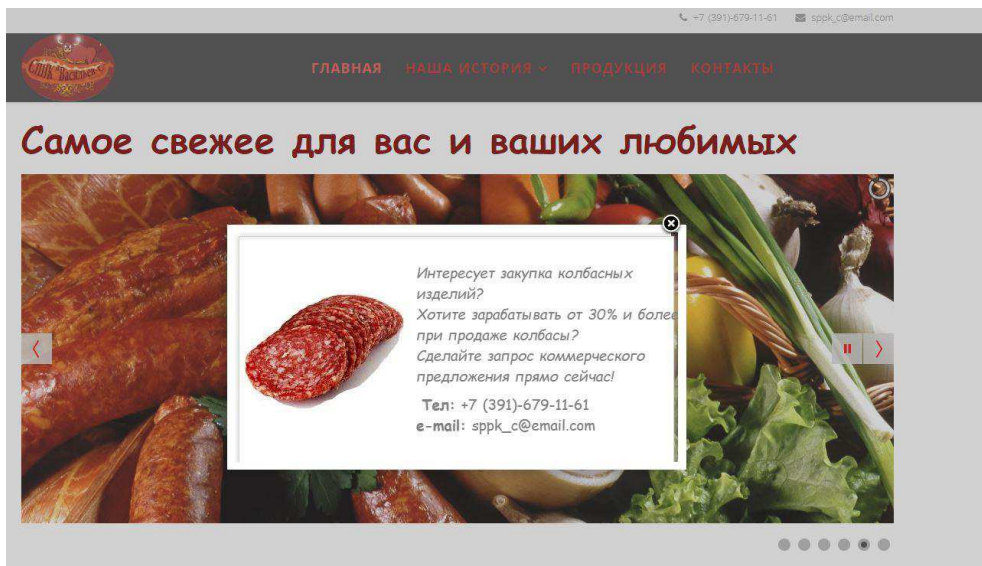 +7 (391)-679-11-61 sppk_c@email.com
СППК "Васильев С"
ГЛАВНАЯ НАША ИСТОРИЯ ПРОДУКЦИЯ КОНТАКТЫ
Самое свежее для вас и ваших любимых
Интересует закупка колбасных
изделий?
Хотите зарабатывать от 30% и более
при продаже колбасы?
Сделайте запрос коммерческого
предложения прямо сейчас!
Тел: +7 (391)-679-11-61
e-mail: sppk_c@email.com